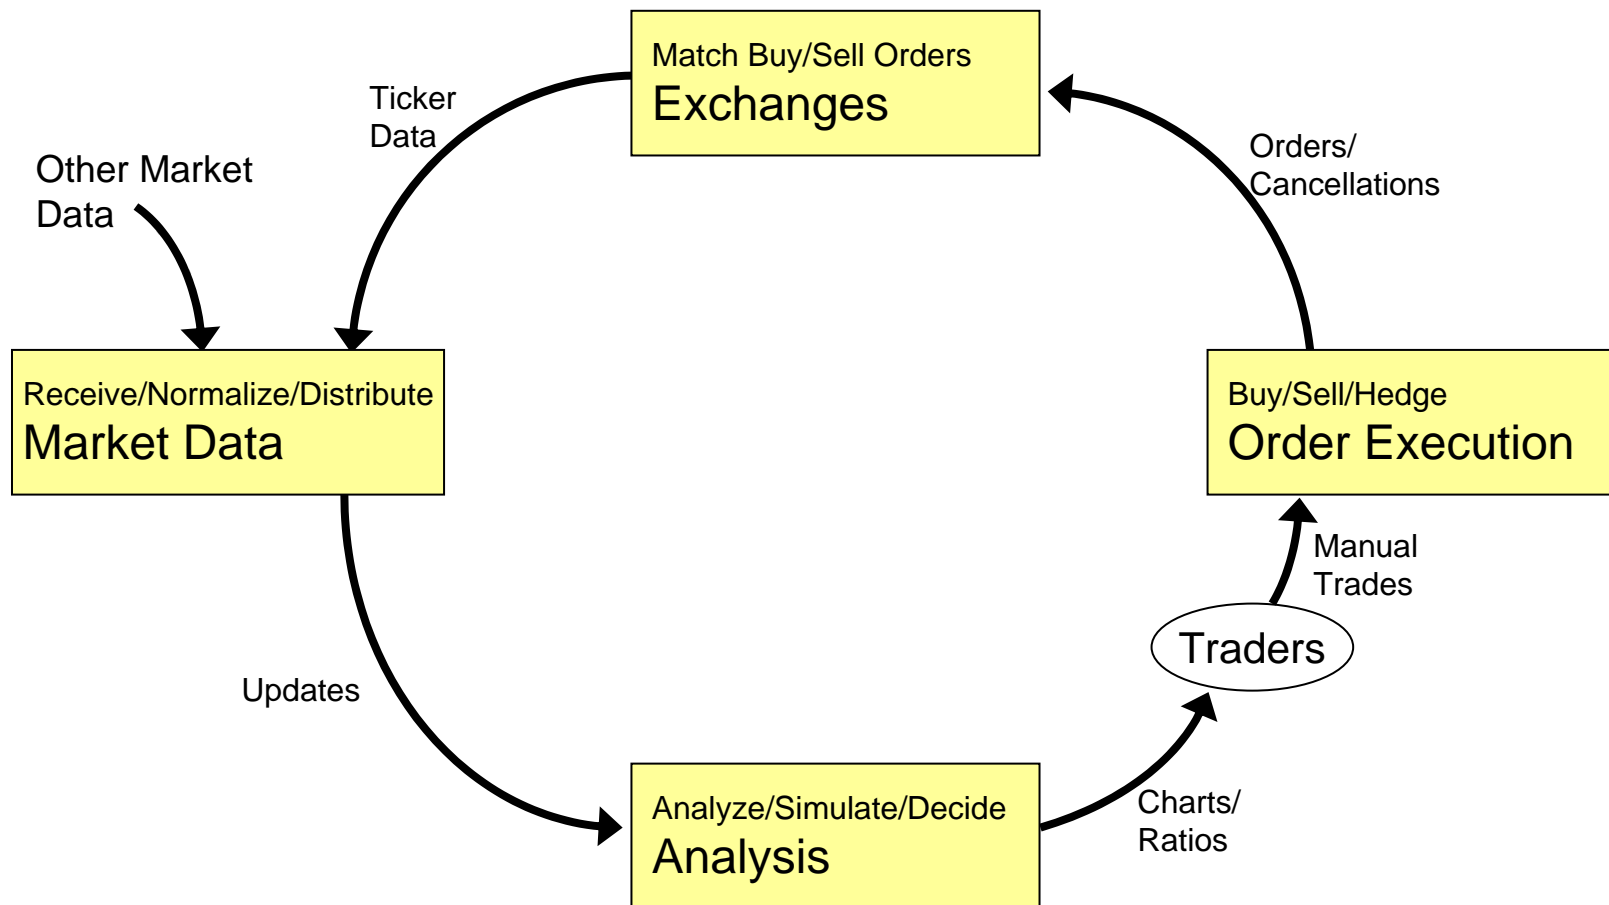 Match Buy/Sell Orders
Exchanges
Ticker
Data
Orders/
Cancellations
Other Market
Data
Receive/Normalize/Distribute
Market Data
Buy/Sell/Hedge
Order Execution
Manual
Trades
Traders
Updates
Analyze/Simulate/Decide
Analysis
Charts/
Ratios